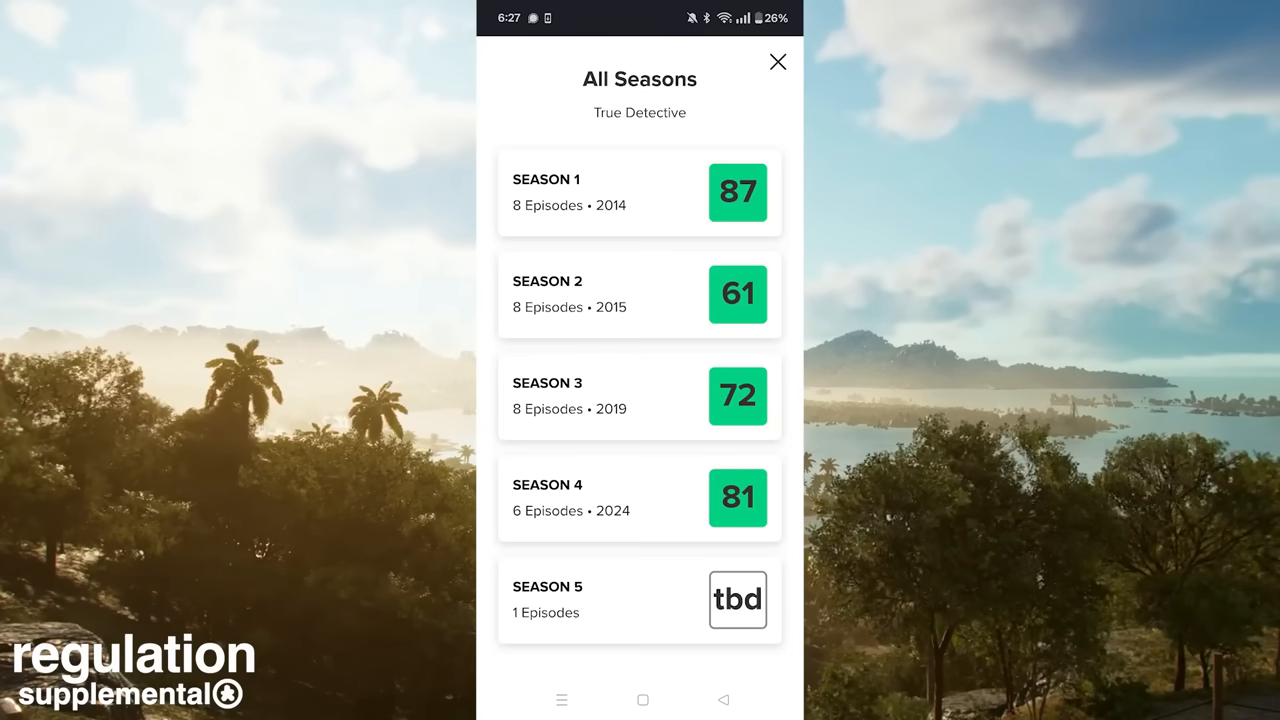 6:27
26%
All Seasons
True Detective
SEASON 1
8 Episodes • 2014
87
SEASON 2
8 Episodes • 2015
61
SEASON 3
8 Episodes • 2019
72
SEASON 4
6 Episodes • 2024
81
SEASON 5
1 Episodes
tbd
regulation
supplemental